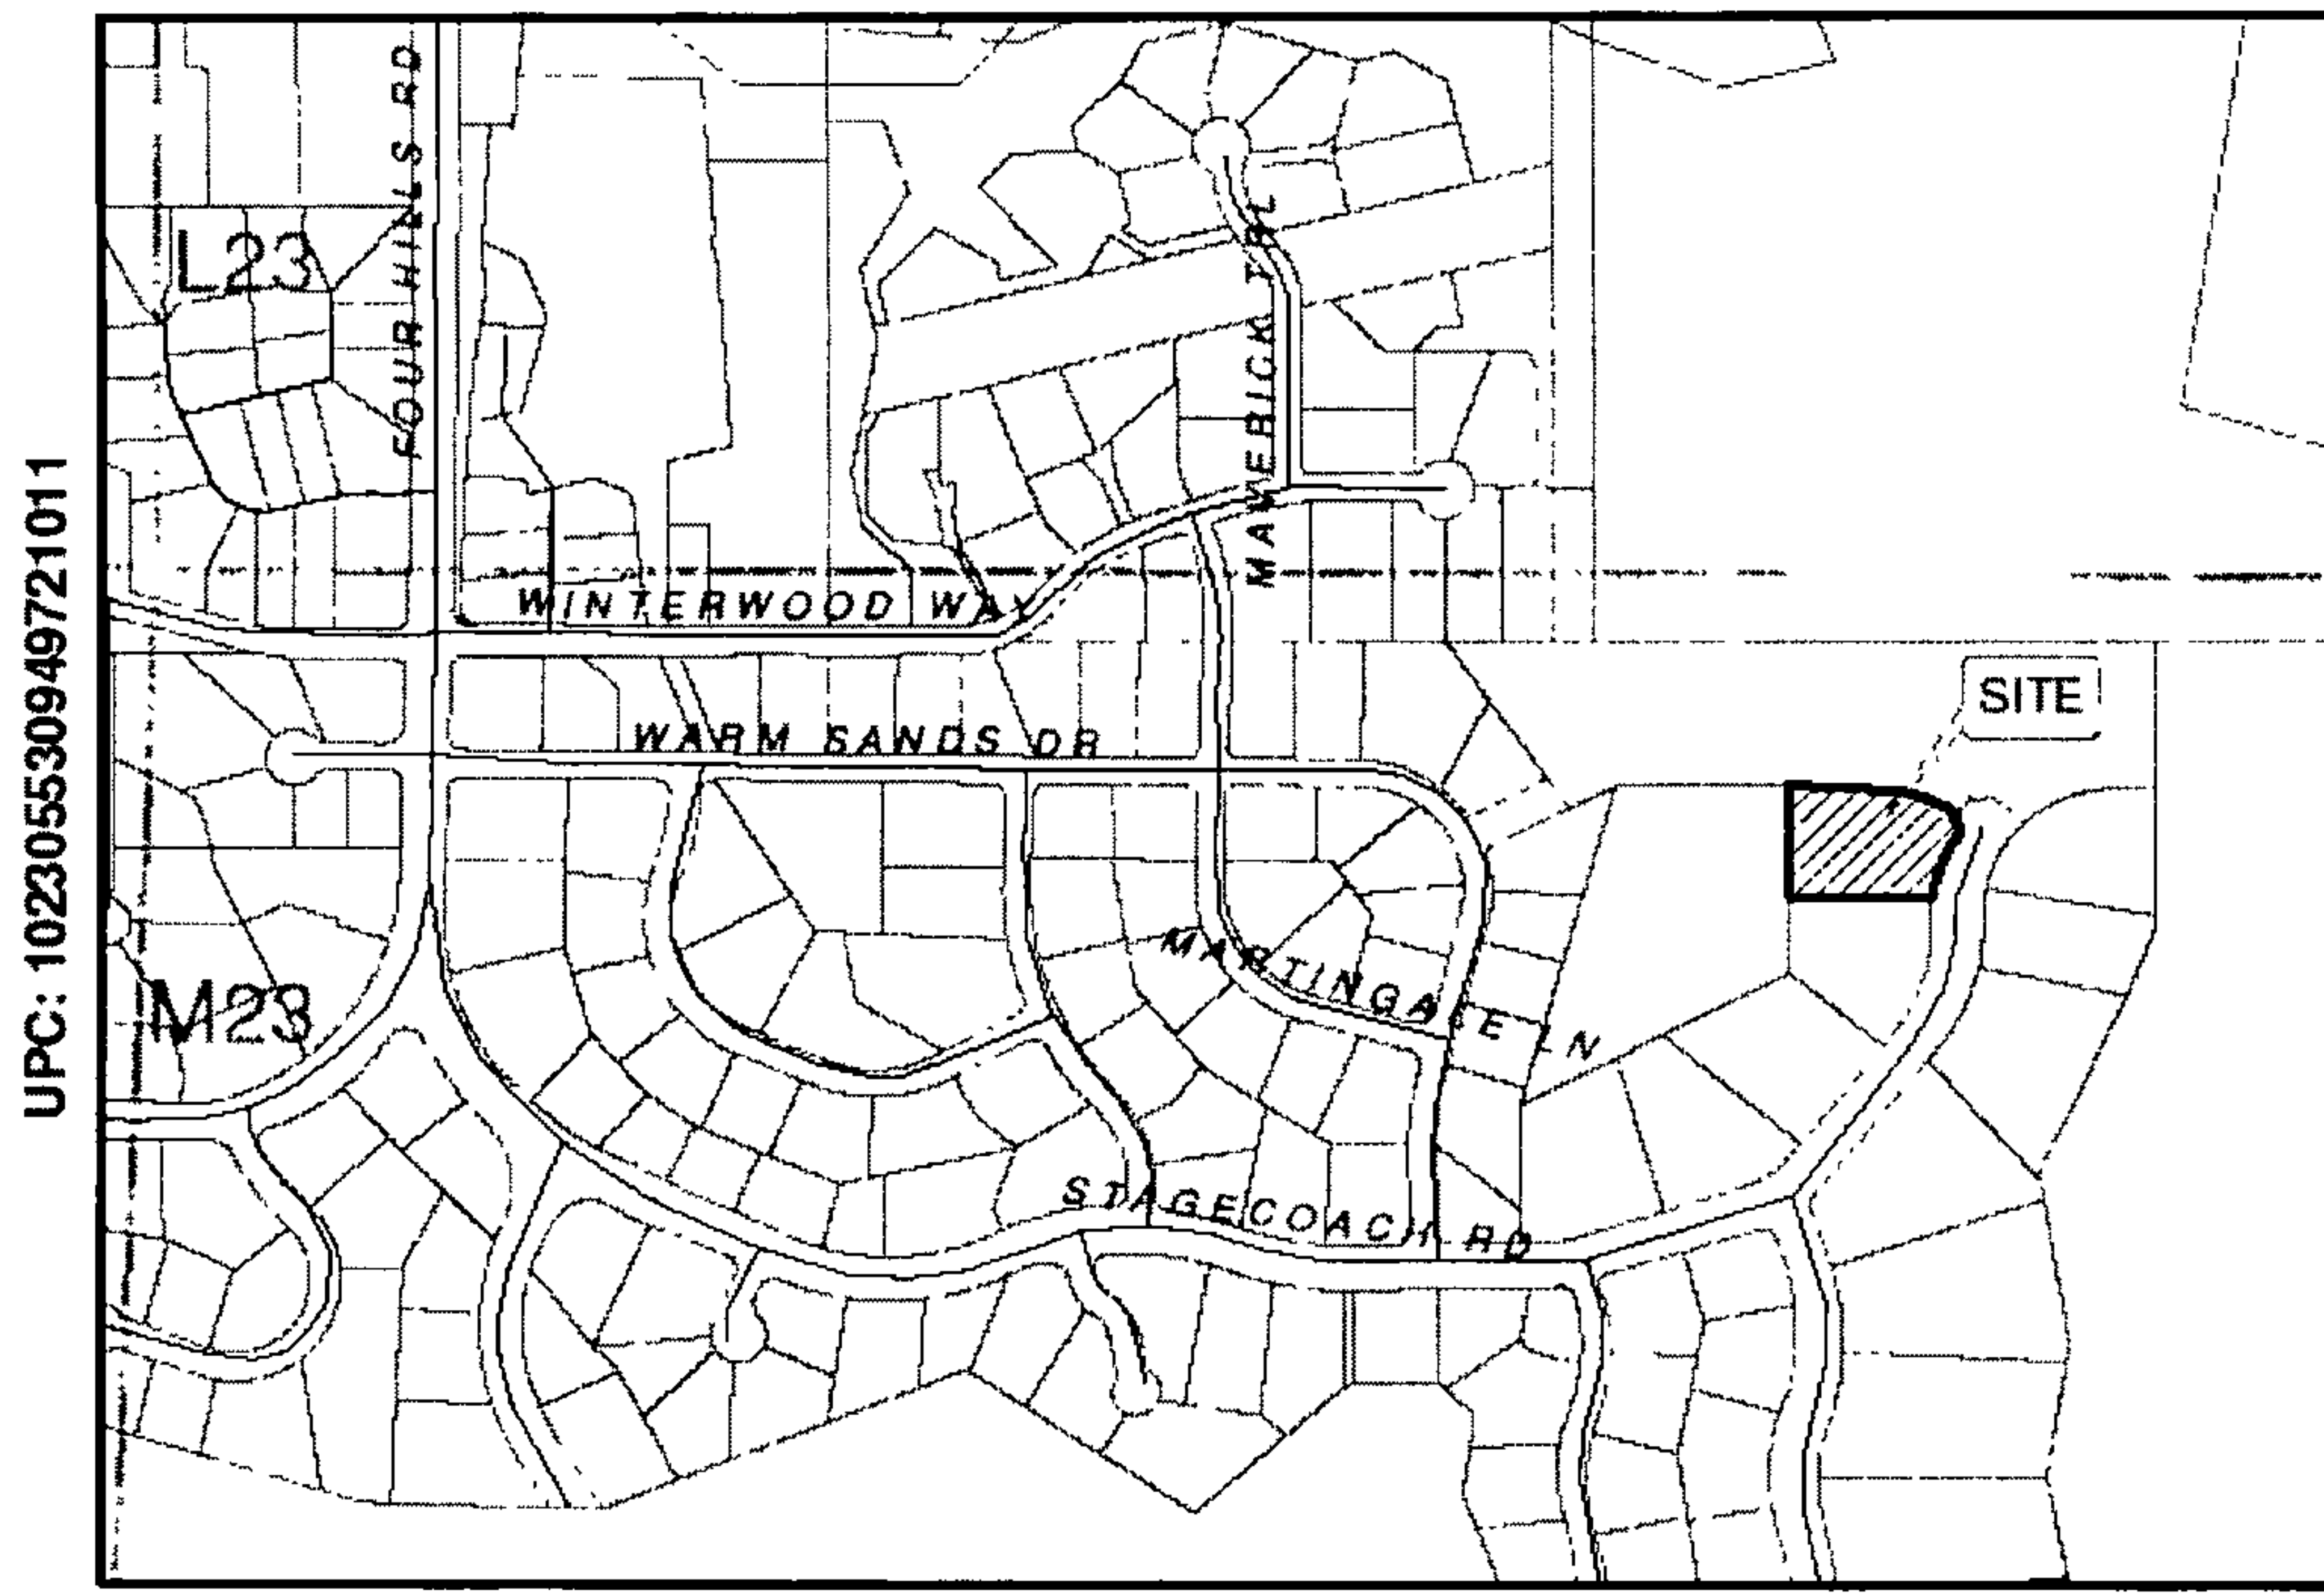 UPC: 102305530949721011
FOUR HILLS RD
L23
MAVERICK TRL
WINTERWOOD WAY
SITE
WARM SANDS DR
MARTINGALE LN
M23
STAGECOACH RD